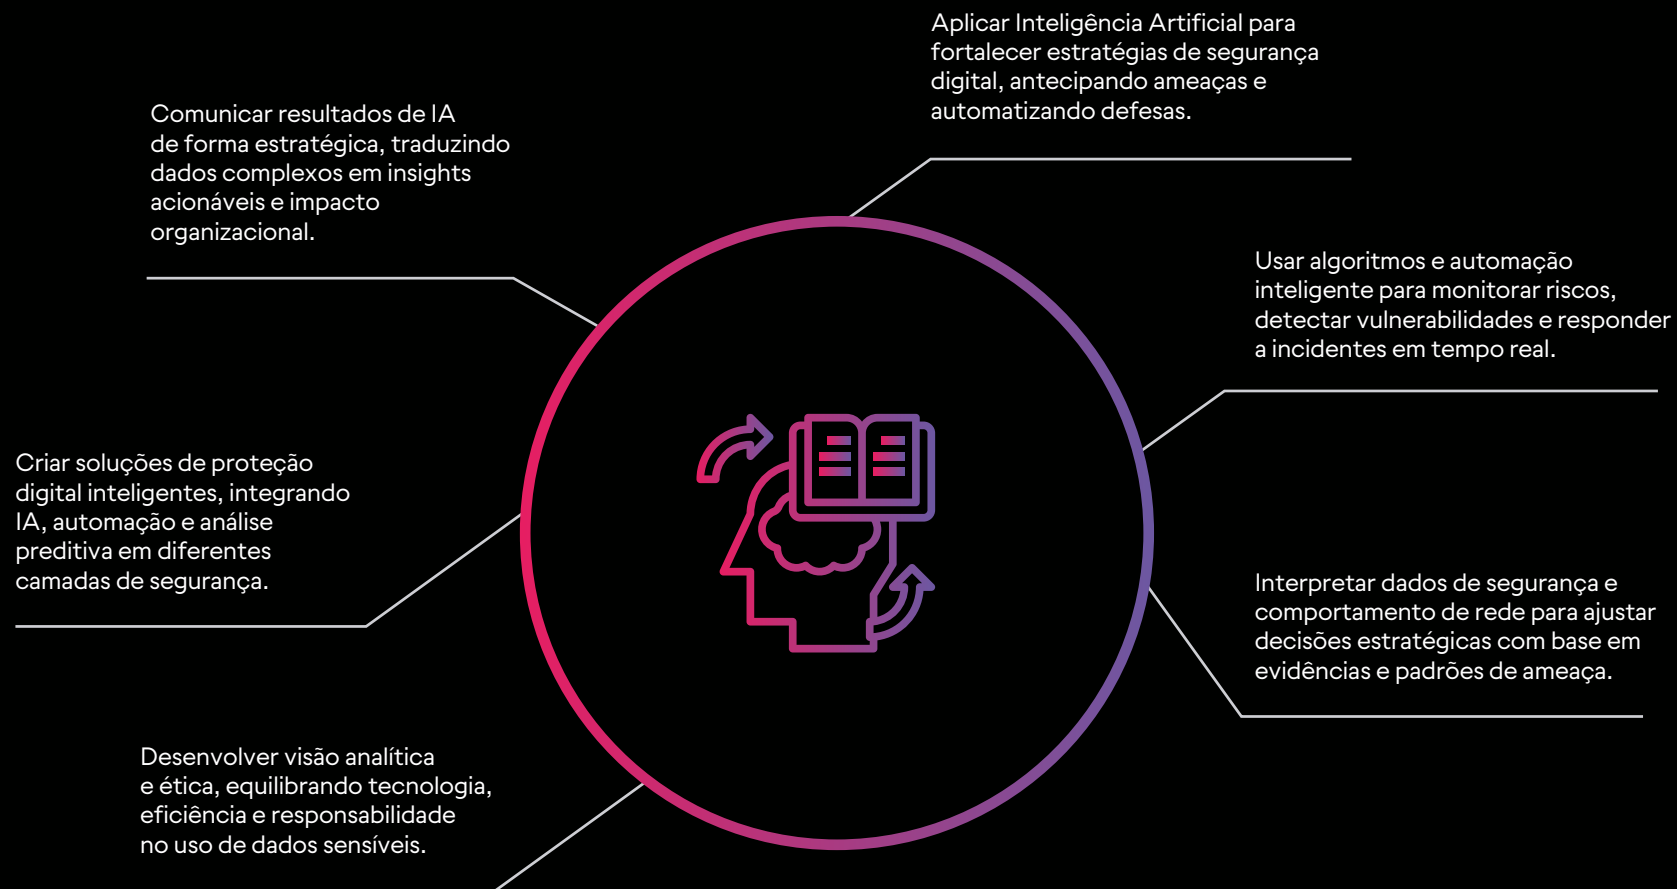 Aplicar Inteligência Artificial para
fortalecer estratégias de segurança
digital, antecipando ameaças e
automatizando defesas.
Comunicar resultados de IA
de forma estratégica, traduzindo
dados complexos em insights
acionáveis e impacto
organizacional.
Usar algoritmos e automação
inteligente para monitorar riscos,
detectar vulnerabilidades e responder
a incidentes em tempo real.
Criar soluções de proteção
digital inteligentes, integrando
IA, automação e análise
preditiva em diferentes
camadas de segurança.
Interpretar dados de segurança e
comportamento de rede para ajustar
decisões estratégicas com base em
evidências e padrões de ameaça.
Desenvolver visão analítica
e ética, equilibrando tecnologia,
eficiência e responsabilidade
no uso de dados sensíveis.